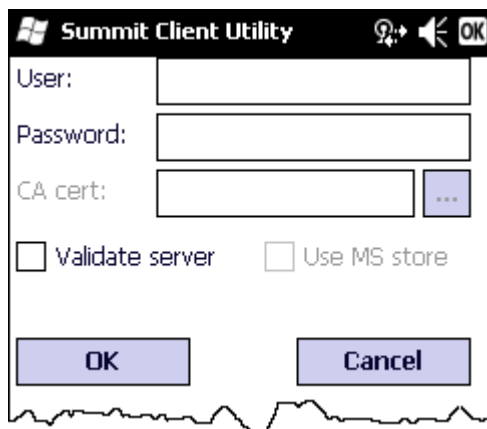 Summit Client Utility OK
User:
Password:
CA cert: ...
Validate server Use MS store
OK Cancel